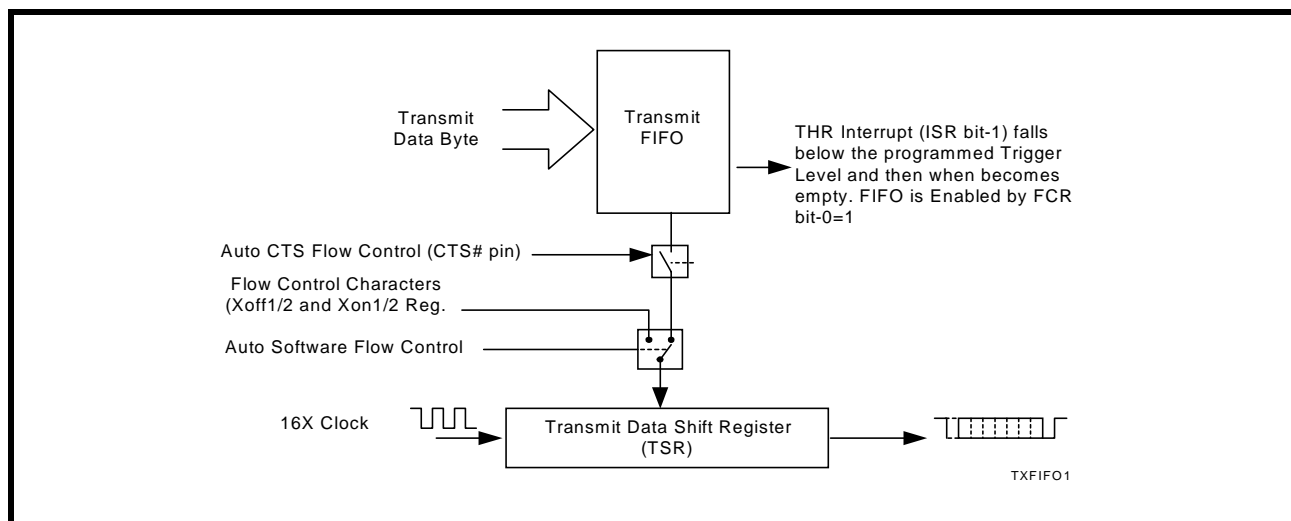 Transmit
Data Byte
Transmit
FIFO
THR Interrupt (ISR bit-1) falls
below the programmed Trigger
Level and then when becomes
empty. FIFO is Enabled by FCR
bit-0=1
Auto CTS Flow Control (CTS# pin)
Flow Control Characters
(Xoff1/2 and Xon1/2 Reg.
Auto Software Flow Control
16X Clock
Transmit Data Shift Register
(TSR)
TXFIFO1